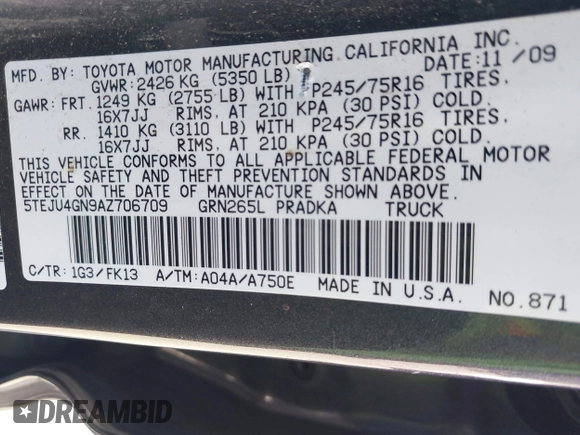 MFD. BY: TOYOTA MOTOR MANUFACTURING CALIFORNIA INC.
GVWR: 2426 KG (5350 LB) DATE: 11 / 09
GAWR: FRT. 1249 KG (2755 LB) WITH P245/75R16 TIRES.
16X7JJ RIMS, AT 210 KPA (30 PSI) COLD.
RR. 1410 KG (3110 LB) WITH P245/75R16 TIRES.
16X7JJ RIMS, AT 210 KPA (30 PSI) COLD.
THIS VEHICLE CONFORMS TO ALL APPLICABLE FEDERAL MOTOR
VEHICLE SAFETY AND THEFT PREVENTION STANDARDS IN
EFFECT ON THE DATE OF MANUFACTURE SHOWN ABOVE.
5TEJU4GN9AZ706709 GRN265L PRADKA TRUCK
C/TR: 1G3/FK13 A/TM: A04A/A750E MADE IN U.S.A. NO.871
DREAMBID